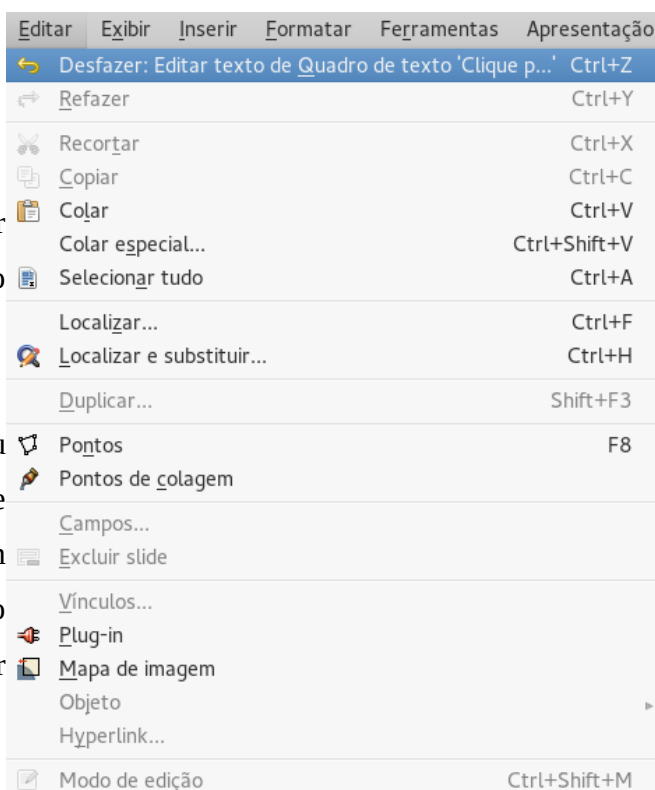 Editar Exibir Inserir Formatar Ferramentas Apresentação
Desfazer: Editar texto de Quadro de texto 'Clique p...' Ctrl+Z
Refazer Ctrl+Y
Recortar Ctrl+X
Copiar Ctrl+C
Colar Ctrl+V
Colar especial... Ctrl+Shift+V
Selecionar tudo Ctrl+A
Localizar... Ctrl+F
Localizar e substituir... Ctrl+H
Duplicar... Shift+F3
Pontos F8
Pontos de colagem
Campos...
Excluir slide
Vínculos...
Plug-in
Mapa de imagem
Objeto
Hyperlink...
Modo de edição Ctrl+Shift+M